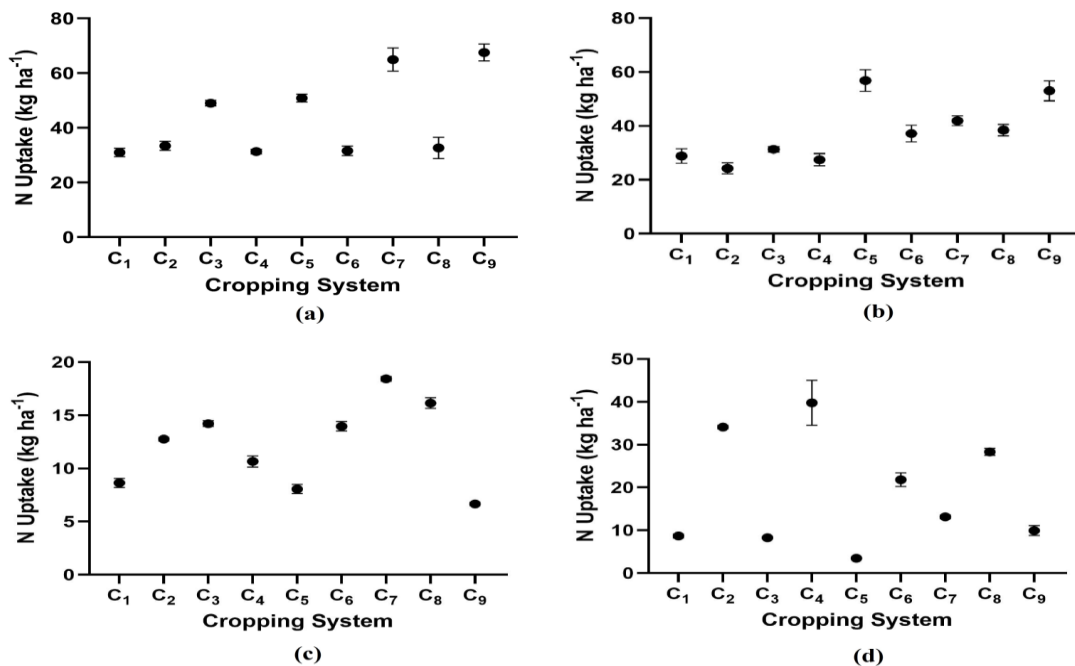 N Uptake (kg ha⁻¹)
80
60
40
20
0
C₁ C₂ C₃ C₄ C₅ C₆ C₇ C₈ C₉
Cropping System
(a)
N Uptake (kg ha⁻¹)
80
60
40
20
0
C₁ C₂ C₃ C₄ C₅ C₆ C₇ C₈ C₉
Cropping System
(b)
N Uptake (kg ha⁻¹)
20
15
10
5
0
C₁ C₂ C₃ C₄ C₅ C₆ C₇ C₈ C₉
Cropping System
(c)
N Uptake (kg ha⁻¹)
50
40
30
20
10
0
C₁ C₂ C₃ C₄ C₅ C₆ C₇ C₈ C₉
Cropping System
(d)